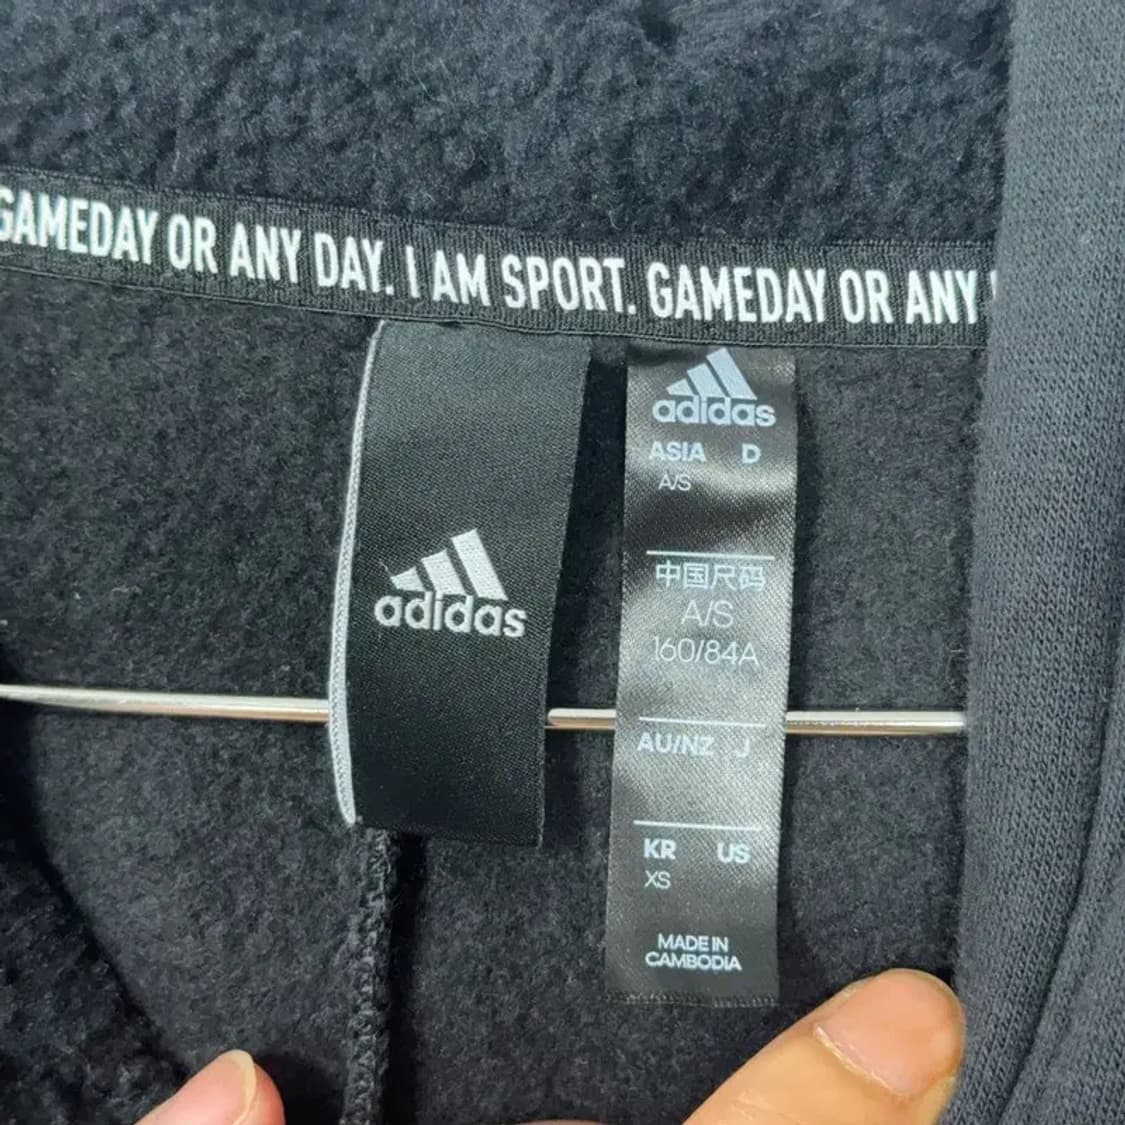 GAMEDAY OR ANY DAY. I AM SPORT. GAMEDAY OR ANY
adidas
adidas
ASIA D
A/S
中国尺码
A/S
160/84A
AU/NZ J
KR US
XS
MADE IN
CAMBODIA